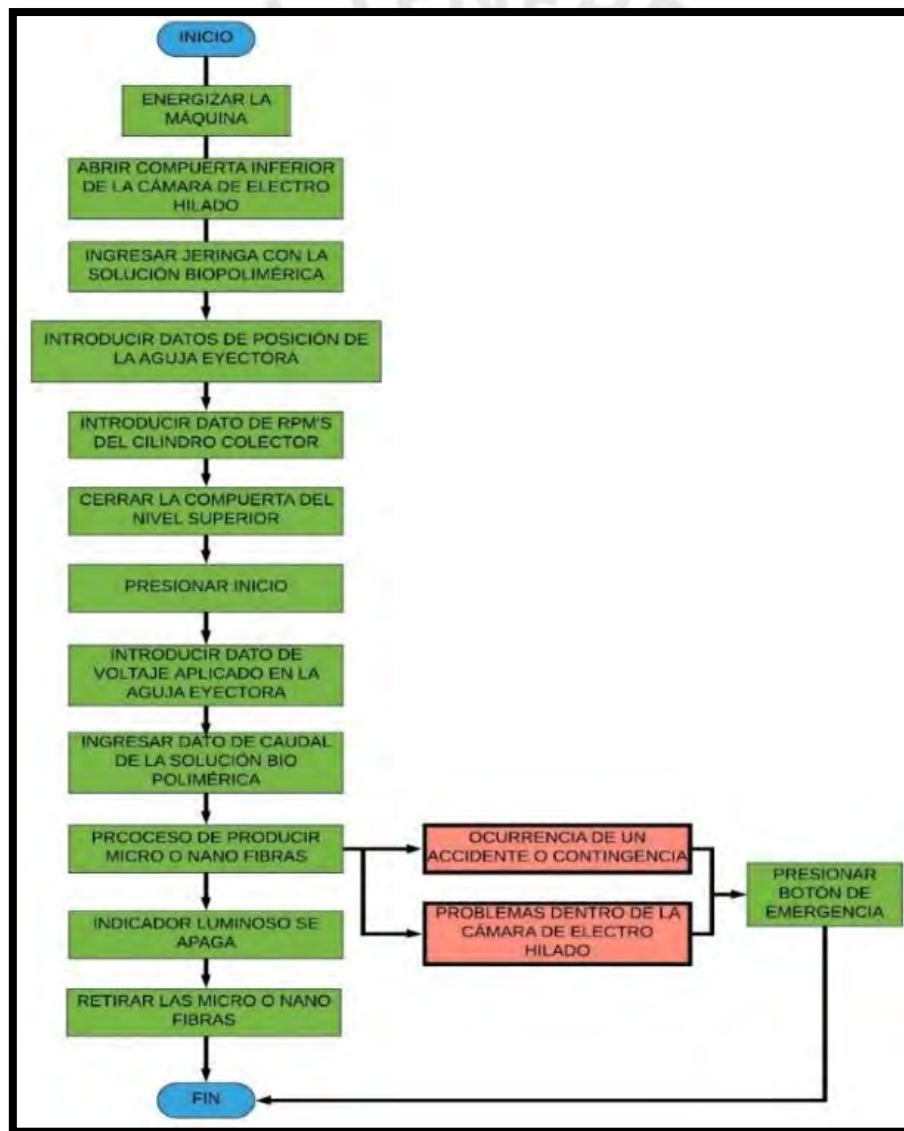 INICIO
ENERGIZAR LA
MÁQUINA
ABRIR COMPUERTA INFERIOR
DE LA CÁMARA DE ELECTRO
HILADO
INGRESAR JERINGA CON LA
SOLUCIÓN BIOPOLIMÉRICA
INTRODUCIR DATOS DE POSICIÓN DE
LA AGUJA EYECTORA
INTRODUCIR DATO DE RPM'S
DEL CILINDRO COLECTOR
CERRAR LA COMPUERTA DEL
NIVEL SUPERIOR
PRESIONAR INICIO
INTRODUCIR DATO DE
VOLTAJE APLICADO EN LA
AGUJA EYECTORA
INGRESAR DATO DE CAUDAL
DE LA SOLUCIÓN BIO
POLIMÉRICA
PRCOCESO DE PRODUCIR
MICRO O NANO FIBRAS
OCURRENCIA DE UN
ACCIDENTE O CONTINGENCIA
PROBLEMAS DENTRO DE LA
CÁMARA DE ELECTRO
HILADO
PRESIONAR
BOTÓN DE
EMERGENCIA
INDICADOR LUMINOSO SE
APAGA
RETIRAR LAS MICRO O NANO
FIBRAS
FIN